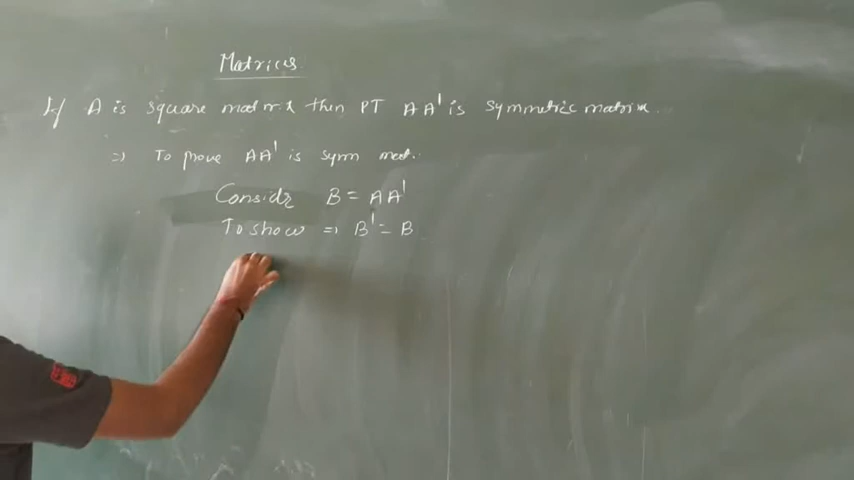 Matrices
If A is square matrix then PT AA' is symmetric matrix.
=> To prove AA' is symm mat.
Considr B = AA'
To show => B' = B